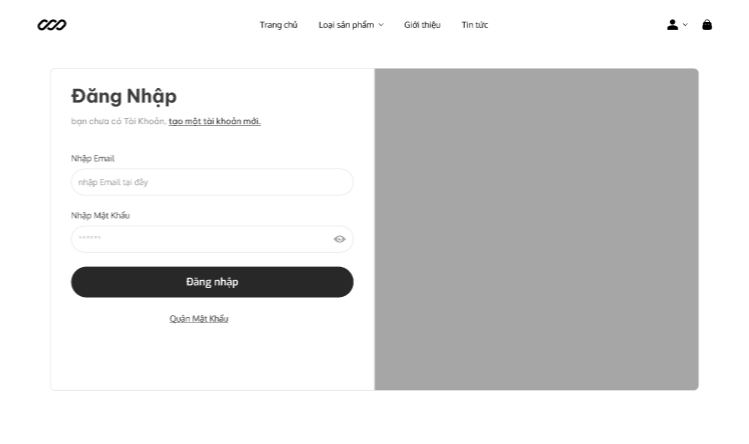 Trang chủ Loại sản phẩm Giới thiệu Tin tức
Đăng Nhập
bạn chưa có Tài Khoản, tạo một tài khoản mới.
Nhập Email
nhập Email tại đây
Nhập Mật Khẩu
******
Đăng nhập
Quên Mật Khẩu